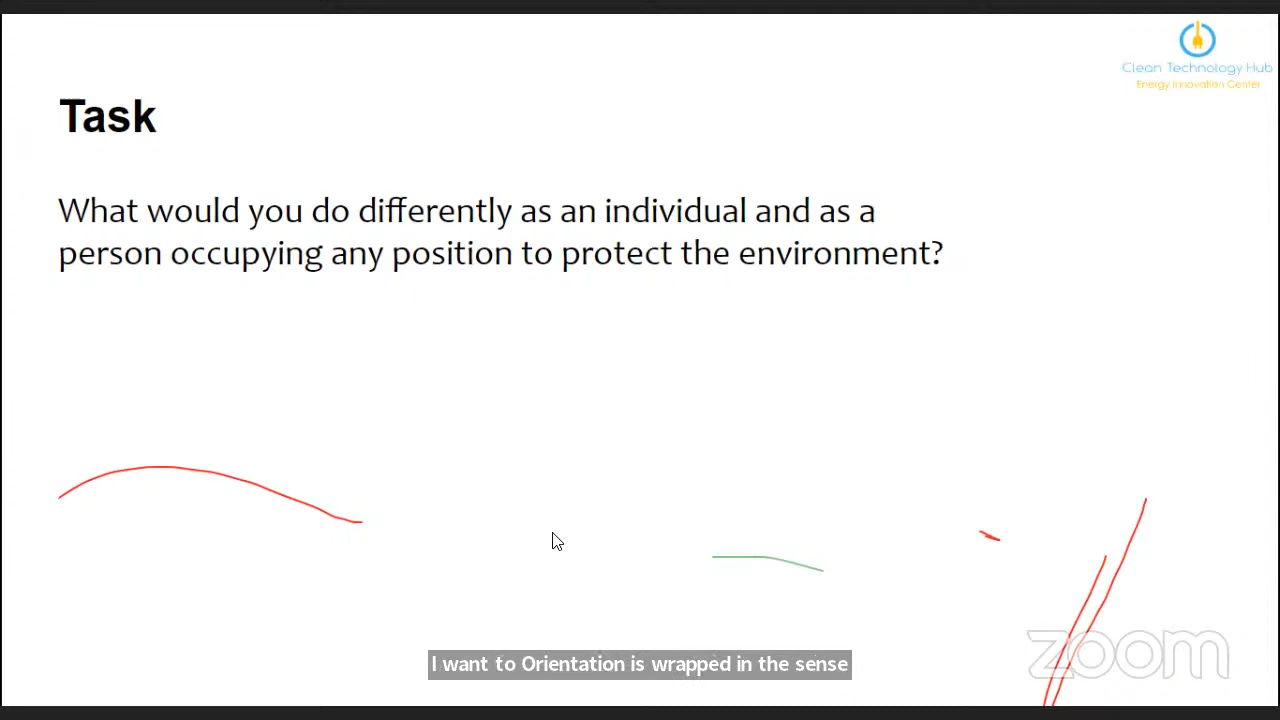 Clean Technology Hub
Energy Innovation Center
Task
What would you do differently as an individual and as a
person occupying any position to protect the environment?
I want to Orientation is wrapped in the sense
zoom